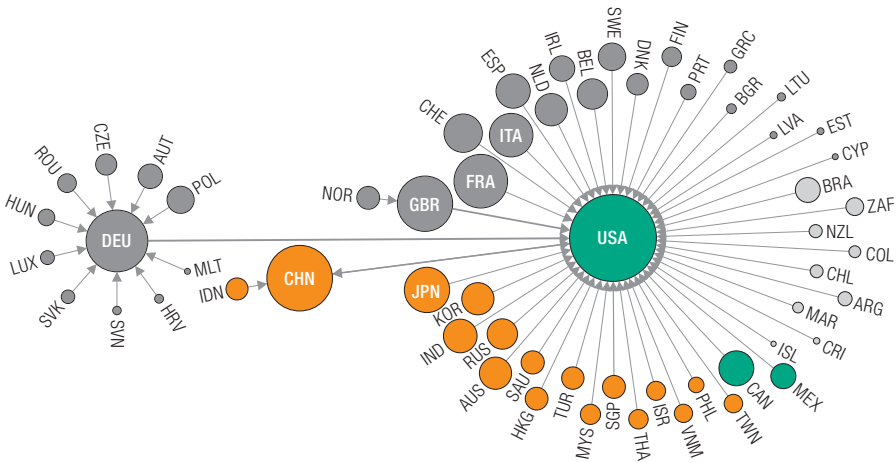 SWE
FIN
IRL
DNK
GRC
BEL
ESP
NLD
PRT
BGR
LTU
CHE
ITA
LVA
EST
CZE
AUT
CYP
ROU
FRA
BRA
POL
NOR
GBR
ZAF
HUN
NZL
DEU
USA
COL
LUX
MLT
CHN
CHL
IDN
JPN
ARG
SVK
HRV
KOR
MAR
SVN
IND
RUS
ISL
CRI
AUS
SAU
CAN
MEX
HKG
TUR
SGP
ISR
PHL
TWN
MYS
THA
VNM